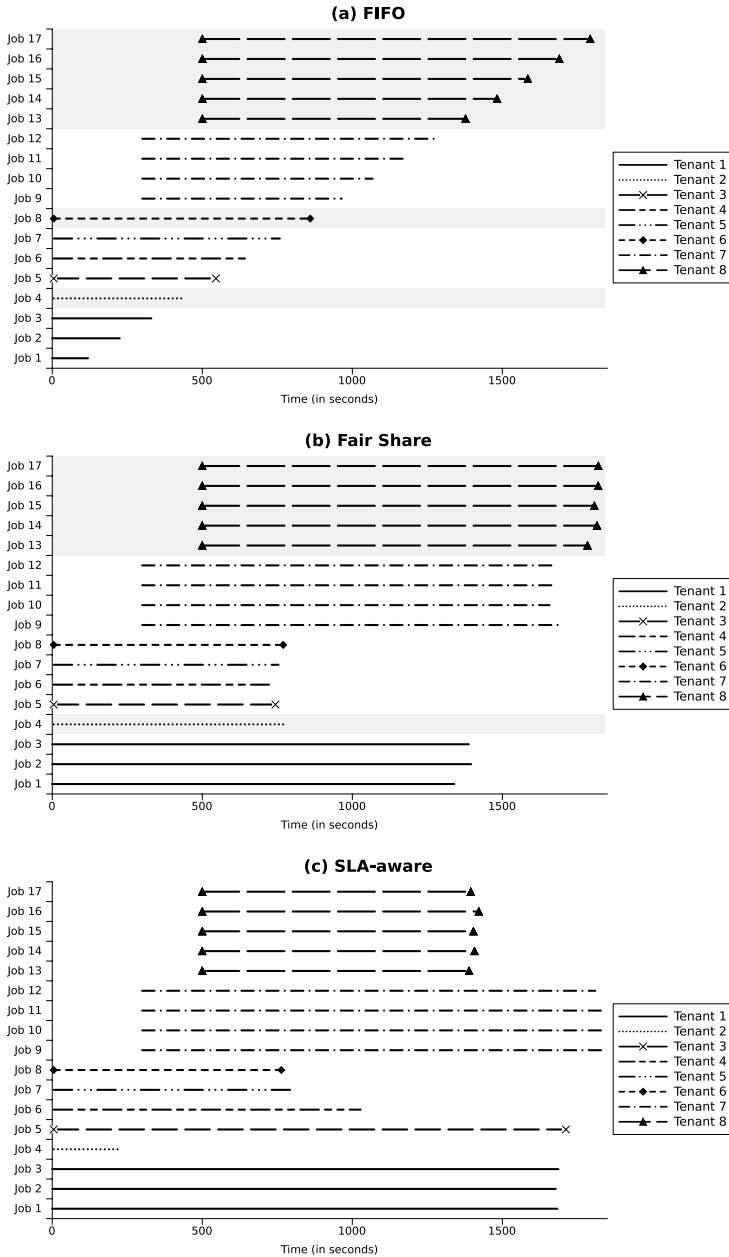 (a) FIFO
Job 17
Job 16
Job 15
Job 14
Job 13
Job 12
Job 11
Job 10
Job 9
Job 8
Job 7
Job 6
Job 5
Job 4
Job 3
Job 2
Job 1
0 500 1000 1500
Time (in seconds)
Tenant 1
Tenant 2
Tenant 3
Tenant 4
Tenant 5
Tenant 6
Tenant 7
Tenant 8
(b) Fair Share
Job 17
Job 16
Job 15
Job 14
Job 13
Job 12
Job 11
Job 10
Job 9
Job 8
Job 7
Job 6
Job 5
Job 4
Job 3
Job 2
Job 1
0 500 1000 1500
Time (in seconds)
Tenant 1
Tenant 2
Tenant 3
Tenant 4
Tenant 5
Tenant 6
Tenant 7
Tenant 8
(c) SLA-aware
Job 17
Job 16
Job 15
Job 14
Job 13
Job 12
Job 11
Job 10
Job 9
Job 8
Job 7
Job 6
Job 5
Job 4
Job 3
Job 2
Job 1
0 500 1000 1500
Time (in seconds)
Tenant 1
Tenant 2
Tenant 3
Tenant 4
Tenant 5
Tenant 6
Tenant 7
Tenant 8